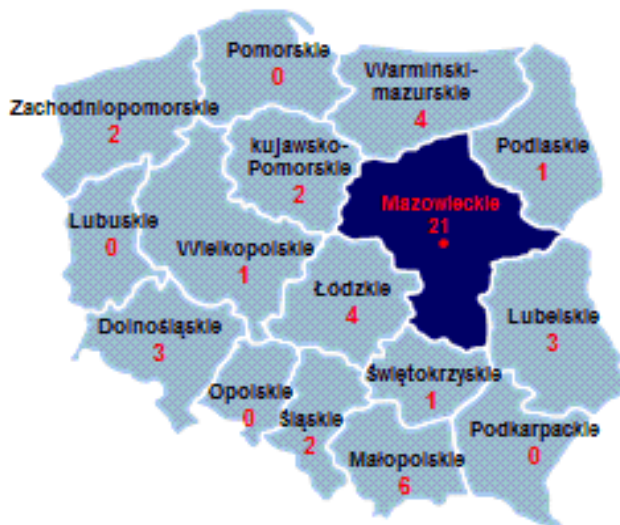 Pomorskie
0
Warmiński-
mazurskie
4
Zachodniopomorskie
2
kujawsko-
Pomorskie
2
Podlaskie
1
Mazowieckie
21
Lubuskie
0
Wielkopolskie
1
Łódzkie
4
Lubelskie
3
Dolnośląskie
3
Świętokrzyskie
1
Opolskie
0
Śląskie
2
Podkarpackie
0
Małopolskie
6